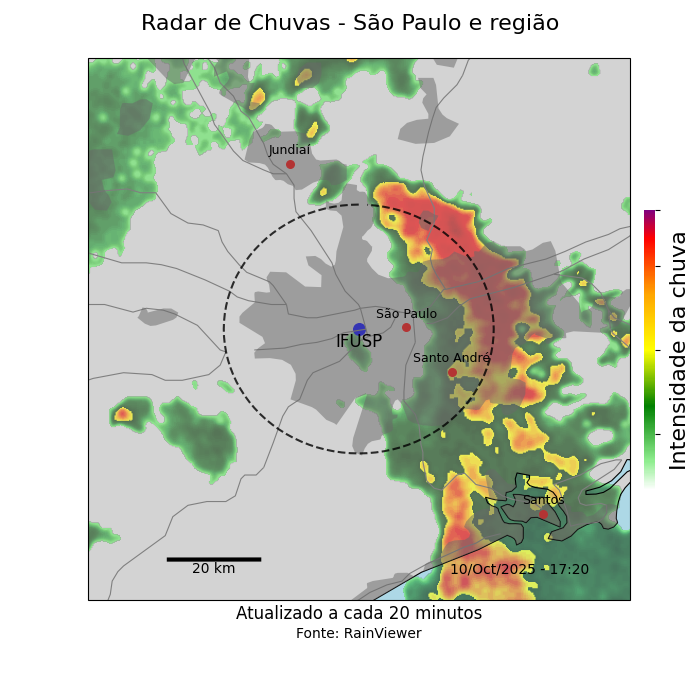 Radar de Chuvas - São Paulo e região
Jundiaí
São Paulo
IFUSP
Santo André
Intensidade da chuva
Santos
20 km
10/Oct/2025 - 17:20
Atualizado a cada 20 minutos
Fonte: RainViewer